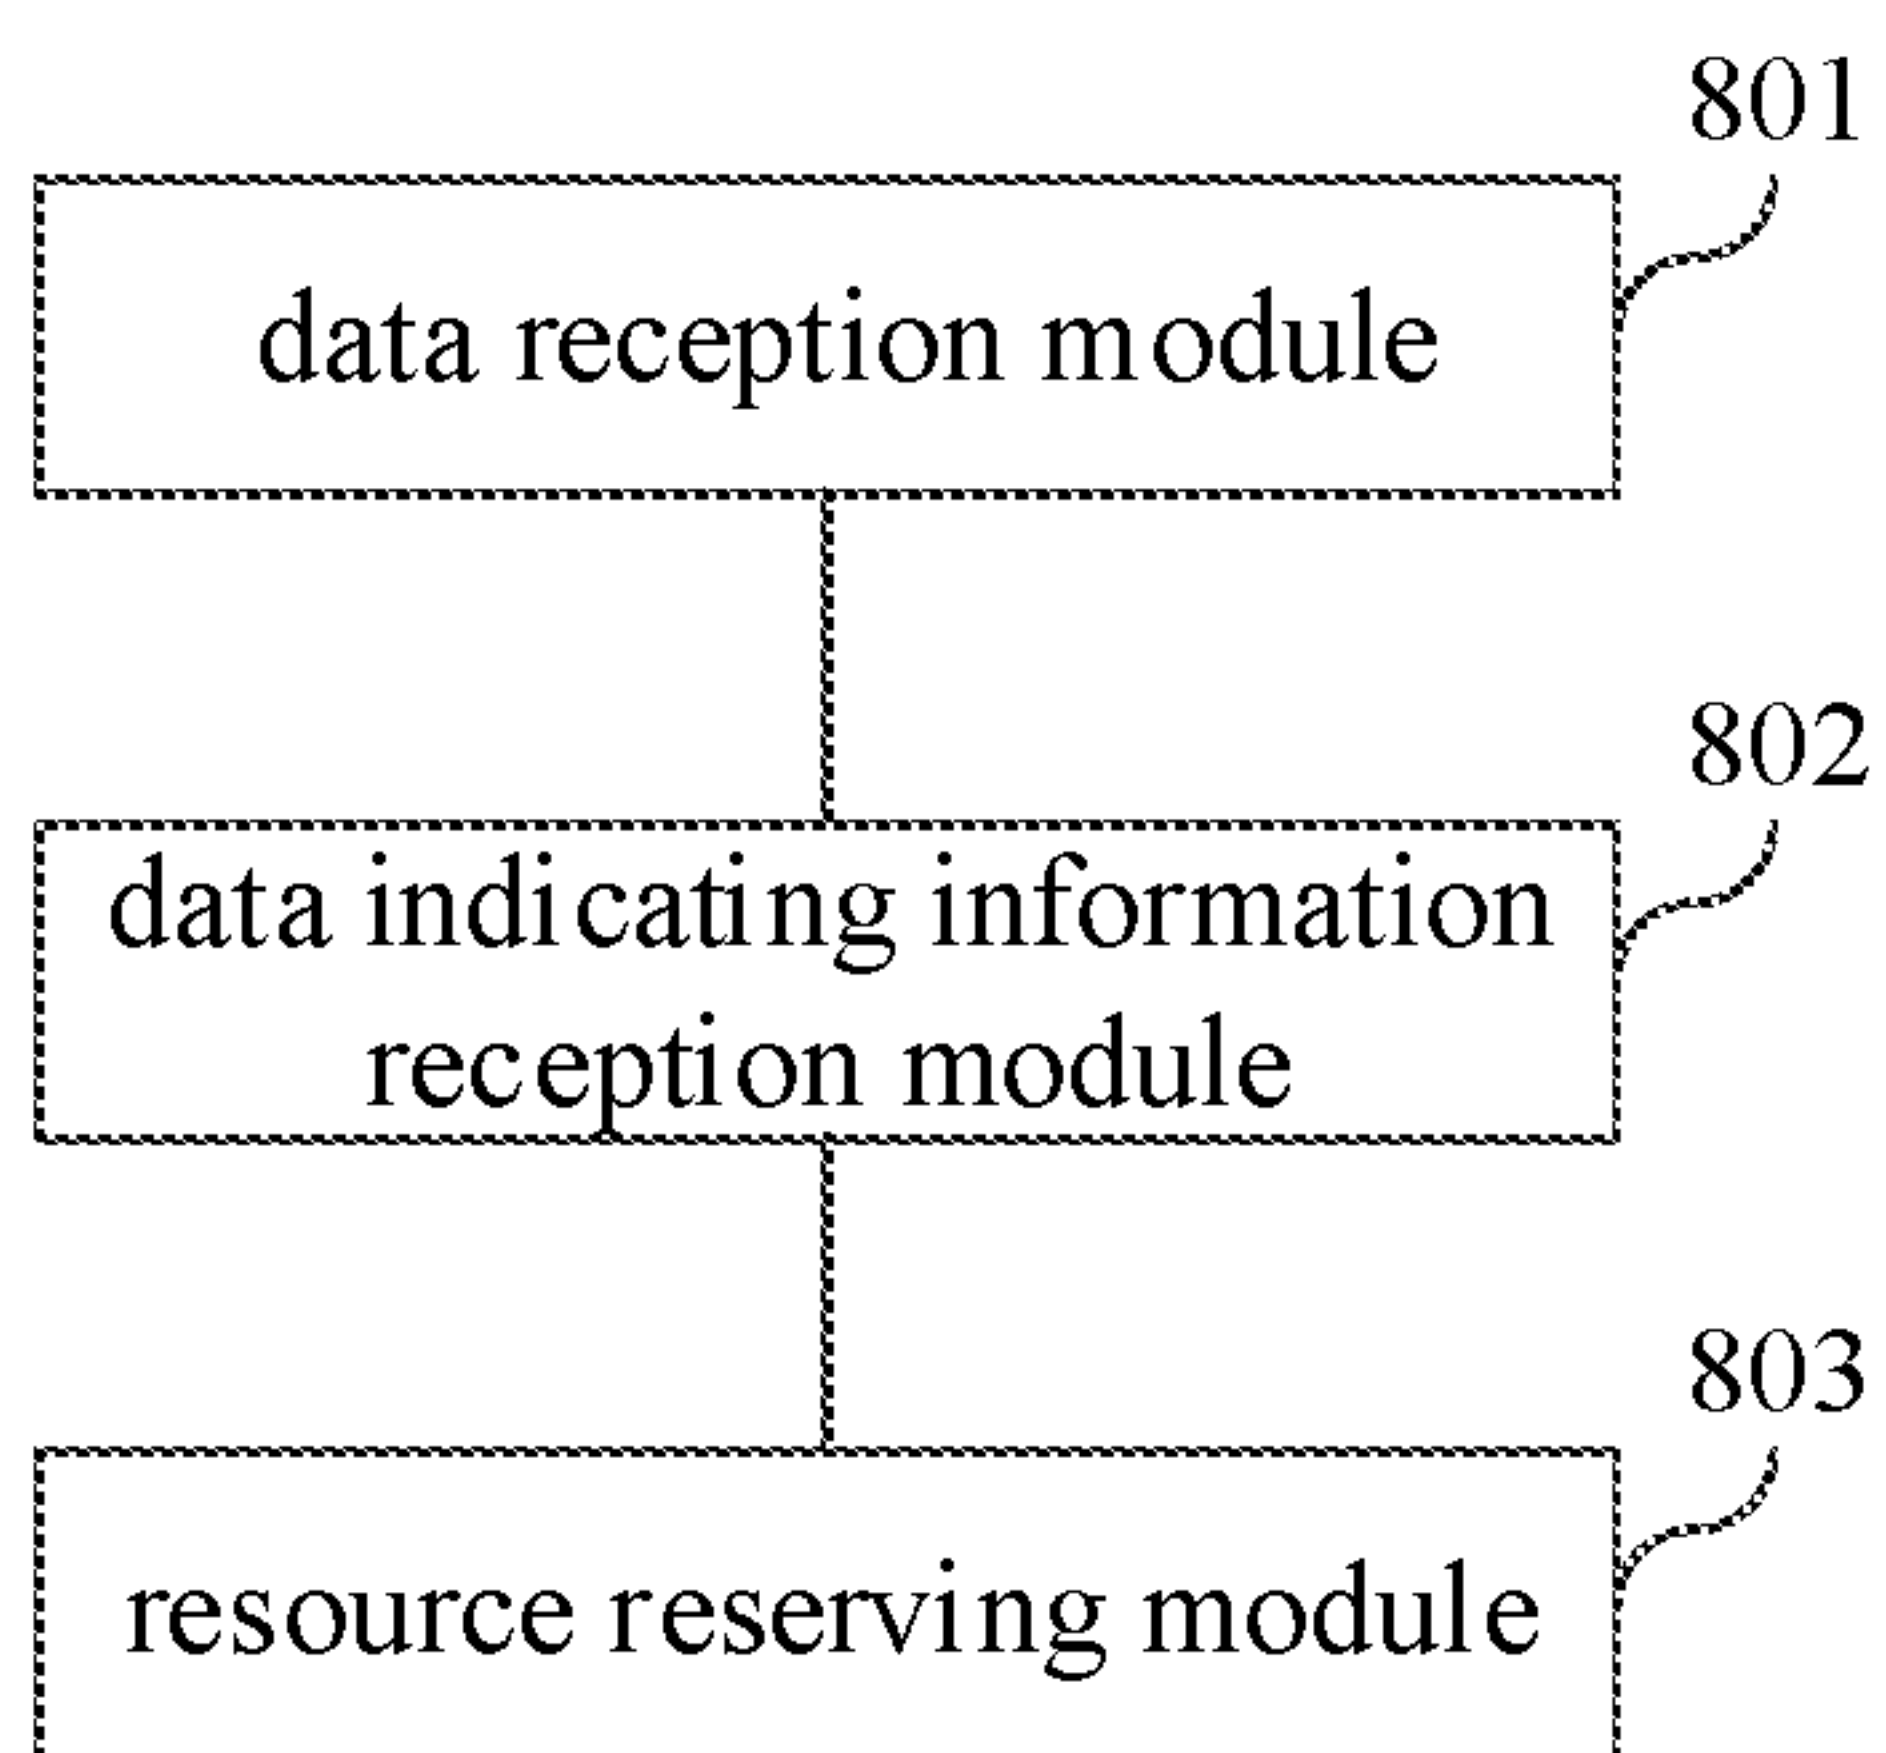 801
data reception module
802
data indicating information
reception module
803
resource reserving module